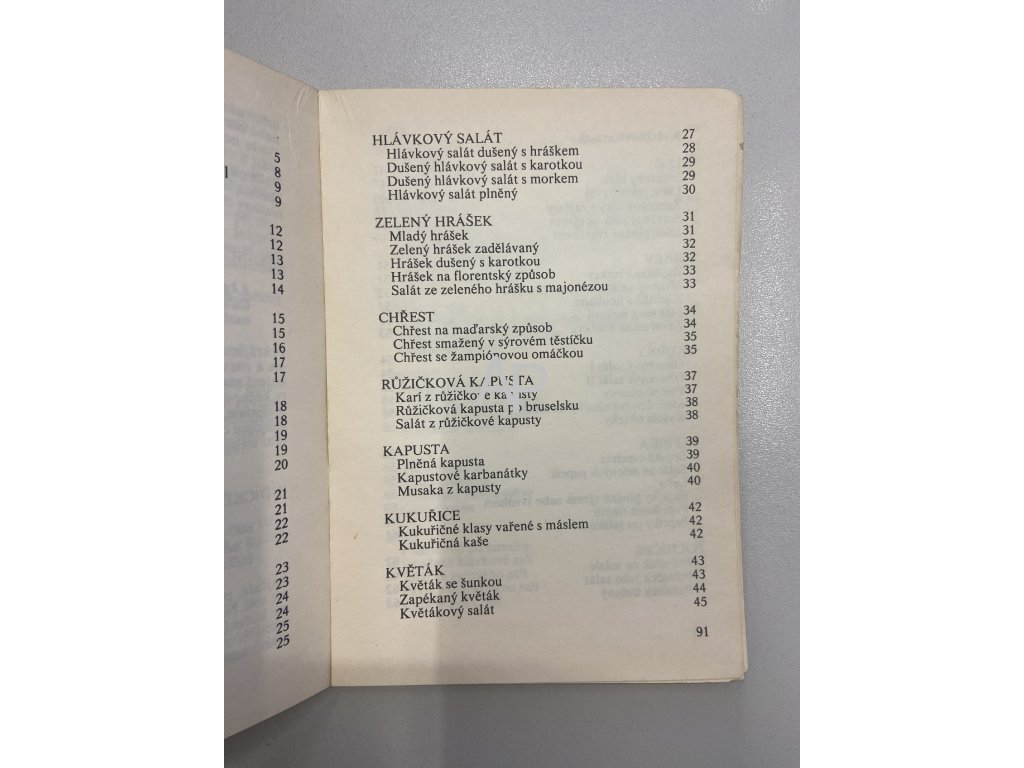 5
8
9
9
12
12
13
13
14
15
15
16
17
17
18
18
19
19
20
21
21
22
22
23
23
24
24
25
25
HLÁVKOVÝ SALÁT 27
Hlávkový salát dušený s hráškem 28
Dušený hlávkový salát s karotkou 29
Dušený hlávkový salát s morkem 29
Hlávkový salát plněný 30
ZELENÝ HRÁŠEK 31
Mladý hrášek 31
Zelený hrášek zadělávaný 32
Hrášek dušený s karotkou 32
Hrášek na florentský způsob 33
Salát ze zeleného hrášku s majonézou 33
CHŘEST 34
Chřest na maďarský způsob 34
Chřest smažený v sýrovém těstíčku 35
Chřest se žampiónovou omáčkou 35
RŮŽIČKOVÁ KAPUSTA 37
Karí z růžičkové kapusty 37
Růžičková kapusta po bruselsku 38
Salát z růžičkové kapusty 38
KAPUSTA 39
Plněná kapusta 39
Kapustové karbanátky 40
Musaka z kapusty 40
KUKUŘICE 42
Kukuřičné klasy vařené s máslem 42
Kukuřičná kaše 42
KVĚTÁK 43
Květák se šunkou 43
Zapékaný květák 44
Květákový salát 45
91